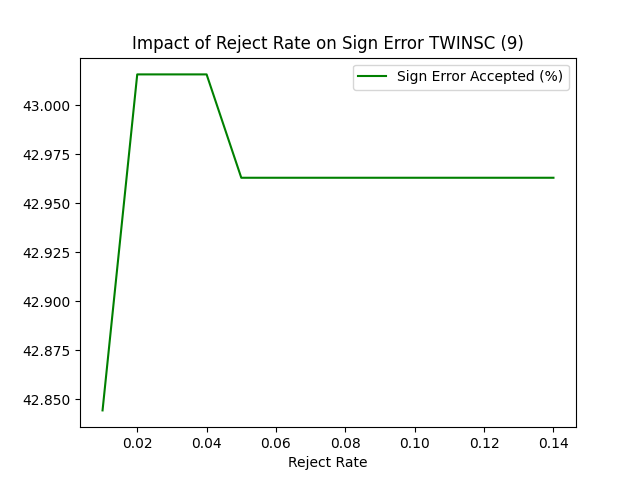 Impact of Reject Rate on Sign Error TWINSC (9)
Sign Error Accepted (%)
43.000
42.975
42.950
42.925
42.900
42.875
42.850
0.02 0.04 0.06 0.08 0.10 0.12 0.14
Reject Rate